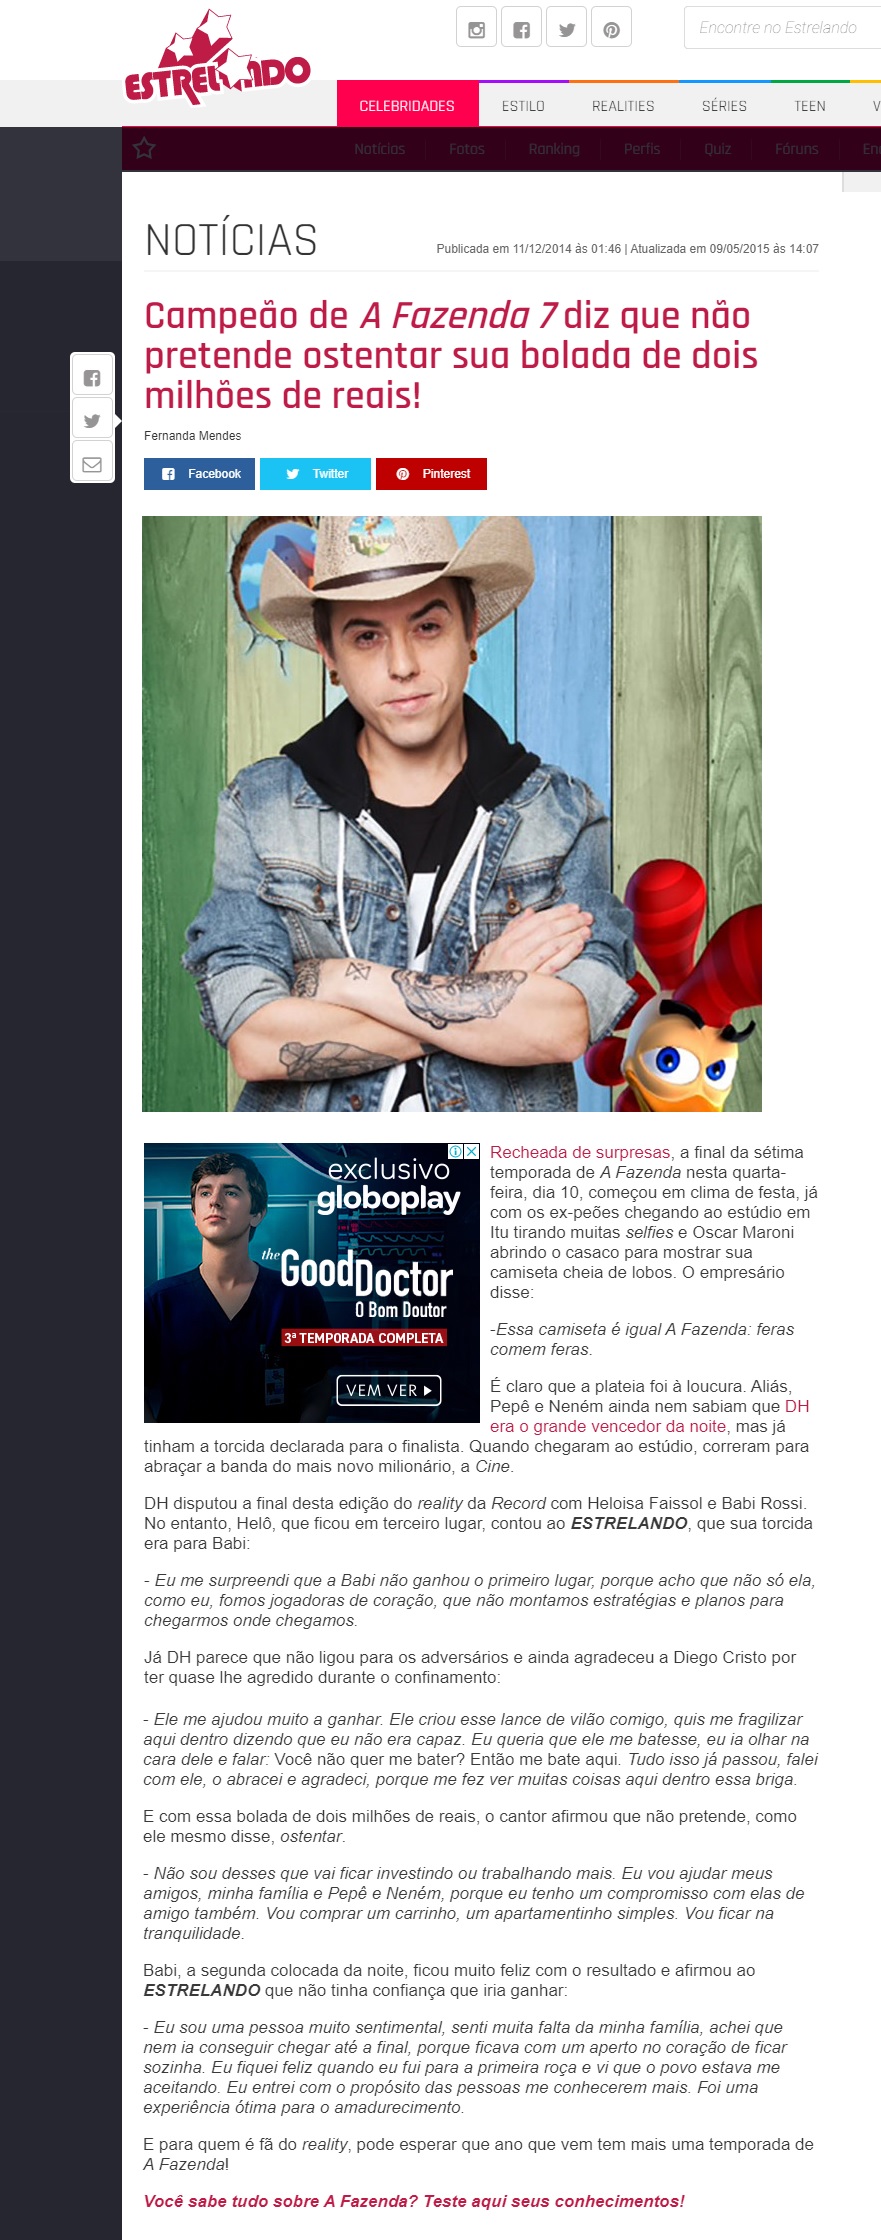 ESTRELANDO
Encontre no Estrelando
CELEBRIDADES
ESTILO
REALITIES
SÉRIES
TEEN
V
Notícias
Fotos
Ranking
Perfis
Quiz
Fóruns
En
NOTÍCIAS
Publicada em 11/12/2014 às 01:46 | Atualizada em 09/05/2015 às 14:07
Campeão de A Fazenda 7 diz que não
pretende ostentar sua bolada de dois
milhões de reais!
Fernanda Mendes
Facebook
Twitter
Pinterest
exclusivo
globoplay
the Good Doctor
O Bom Doutor
3ª TEMPORADA COMPLETA
VEM VER
Recheada de surpresas, a final da sétima
temporada de A Fazenda nesta quarta-
feira, dia 10, começou em clima de festa, já
com os ex-peões chegando ao estúdio em
Itu tirando muitas selfies e Oscar Maroni
abrindo o casaco para mostrar sua
camiseta cheia de lobos. O empresário
disse:
-Essa camiseta é igual A Fazenda: feras
comem feras.
É claro que a plateia foi à loucura. Aliás,
Pepê e Neném ainda nem sabiam que DH
era o grande vencedor da noite, mas já
tinham a torcida declarada para o finalista. Quando chegaram ao estúdio, correram para
abraçar a banda do mais novo milionário, a Cine.
DH disputou a final desta edição do reality da Record com Heloisa Faissol e Babi Rossi.
No entanto, Helô, que ficou em terceiro lugar, contou ao ESTRELANDO, que sua torcida
era para Babi:
- Eu me surpreendi que a Babi não ganhou o primeiro lugar, porque acho que não só ela,
como eu, fomos jogadoras de coração, que não montamos estratégias e planos para
chegarmos onde chegamos.
Já DH parece que não ligou para os adversários e ainda agradeceu a Diego Cristo por
ter quase lhe agredido durante o confinamento:
- Ele me ajudou muito a ganhar. Ele criou esse lance de vilão comigo, quis me fragilizar
aqui dentro dizendo que eu não era capaz. Eu queria que ele me batesse, eu ia olhar na
cara dele e falar: Você não quer me bater? Então me bate aqui. Tudo isso já passou, falei
com ele, o abracei e agradeci, porque me fez ver muitas coisas aqui dentro essa briga.
E com essa bolada de dois milhões de reais, o cantor afirmou que não pretende, como
ele mesmo disse, ostentar.
- Não sou desses que vai ficar investindo ou trabalhando mais. Eu vou ajudar meus
amigos, minha família e Pepê e Neném, porque eu tenho um compromisso com elas de
amigo também. Vou comprar um carrinho, um apartamentinho simples. Vou ficar na
tranquilidade.
Babi, a segunda colocada da noite, ficou muito feliz com o resultado e afirmou ao
ESTRELANDO que não tinha confiança que iria ganhar:
- Eu sou uma pessoa muito sentimental, senti muita falta da minha família, achei que
nem ia conseguir chegar até a final, porque ficava com um aperto no coração de ficar
sozinha. Eu fiquei feliz quando eu fui para a primeira roça e vi que o povo estava me
aceitando. Eu entrei com o propósito das pessoas me conhecerem mais. Foi uma
experiência ótima para o amadurecimento.
E para quem é fã do reality, pode esperar que ano que vem tem mais uma temporada de
A Fazenda!
Você sabe tudo sobre A Fazenda? Teste aqui seus conhecimentos!